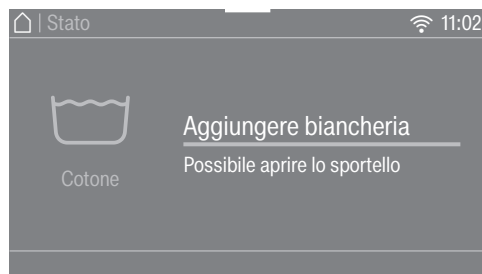 | Stato 11:02
Aggiungere biancheria
Possibile aprire lo sportello
Cotone